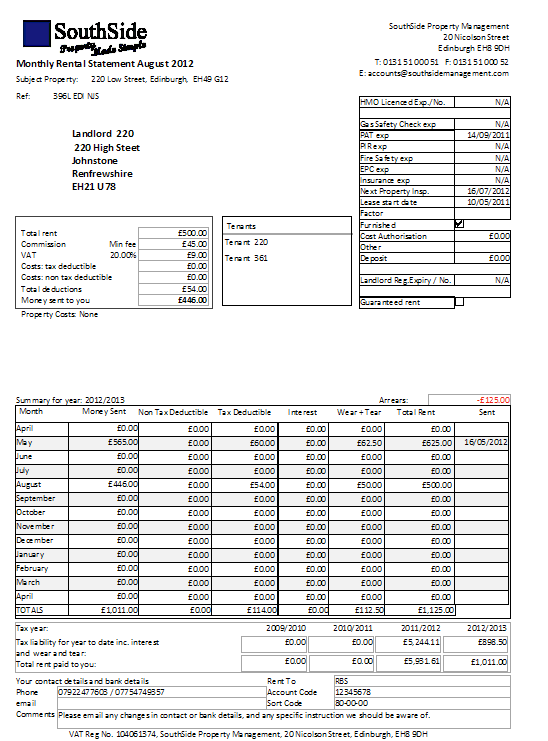 SouthSide
Property Made Simple
SouthSide Property Management
20 Nicolson Street
Edinburgh EH8 9DH
T: 0131 51 000 51 F: 0131 51 000 52
E: accounts@southsidemanagement.com
Monthly Rental Statement August 2012
Subject Property: 220 Low Street, Edinburgh, EH49 G12
Ref: 396L EDI NJS
Landlord 220
220 High Steet
Johnstone
Renfrewshire
EH21 U78
HMO Licenced Exp./No. N/A
Gas Safety Check exp N/A
PAT exp 14/09/2011
PIR exp N/A
Fire Safety exp N/A
EPC exp N/A
Insurance exp N/A
Next Property Insp. 16/07/2012
Lease start date 10/05/2011
Factor
Furnished
Cost Authorisation £0.00
Other
Deposit £0.00
Landlord Reg.Expiry / No. N/A
Guaranteed rent
Total rent £500.00
Commission Min fee £45.00
VAT 20.00% £9.00
Costs: tax deductible £0.00
Costs: non tax deductible £0.00
Total deductions £54.00
Money sent to you £446.00
Tenants
Tenant 220
Tenant 361
Property Costs: None
Summary for year: 2012/2013 Arrears: -£125.00
Month Money Sent Non Tax Deductible Tax Deductible Interest Wear + Tear Total Rent Sent
April £0.00 £0.00 £0.00 £0.00 £0.00 £0.00
May £565.00 £0.00 £60.00 £0.00 £62.50 £625.00 16/05/2012
June £0.00 £0.00 £0.00 £0.00 £0.00 £0.00
July £0.00 £0.00 £0.00 £0.00 £0.00 £0.00
August £446.00 £0.00 £54.00 £0.00 £50.00 £500.00
September £0.00 £0.00 £0.00 £0.00 £0.00 £0.00
October £0.00 £0.00 £0.00 £0.00 £0.00 £0.00
November £0.00 £0.00 £0.00 £0.00 £0.00 £0.00
December £0.00 £0.00 £0.00 £0.00 £0.00 £0.00
January £0.00 £0.00 £0.00 £0.00 £0.00 £0.00
February £0.00 £0.00 £0.00 £0.00 £0.00 £0.00
March £0.00 £0.00 £0.00 £0.00 £0.00 £0.00
April £0.00 £0.00 £0.00 £0.00 £0.00 £0.00
TOTALS £1,011.00 £0.00 £114.00 £0.00 £112.50 £1,125.00
Tax year: 2009/2010 2010/2011 2011/2012 2012/2013
Tax liability for year to date inc. interest £0.00 £0.00 £5,244.11 £898.50
and wear and tear:
Total rent paid to you: £0.00 £0.00 £5,931.61 £1,011.00
Your contact details and bank details Rent To RBS
Phone 07922477603 / 07754749357 Account Code 12345678
email Sort Code 80-00-00
Comments Please email any changes in contact or bank details, and any specific instruction we should be aware of.
VAT Reg No. 104061374, SouthSide Property Management, 20 Nicolson Street, Edinburgh, EH8 9DH